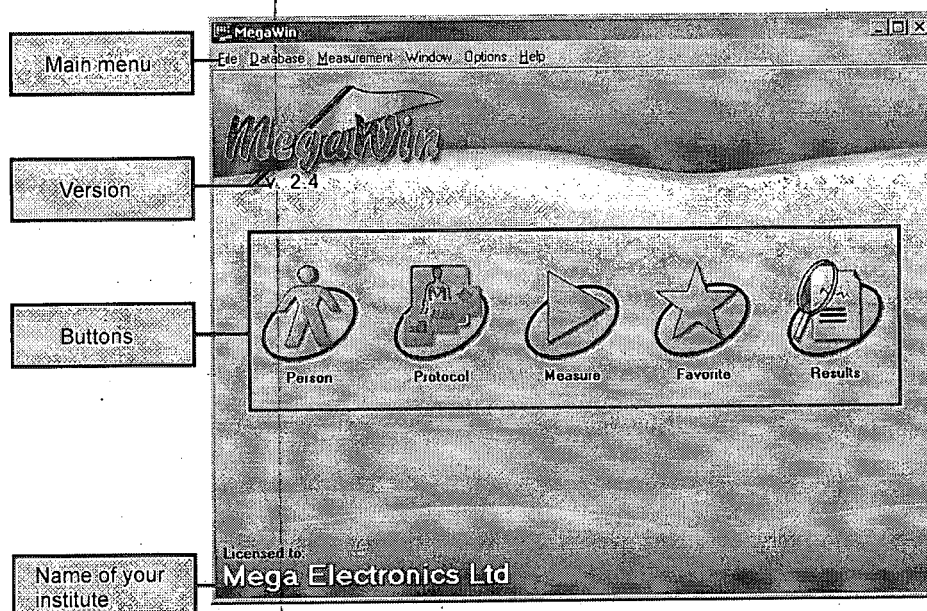 MegaWin
Main menu
File Database Measurement Window Options Help
MegaWin
Version
v. 2.4
Buttons
Person Protocol Measure Favorite Results
Licensed to:
Name of your
institute
Mega Electronics Ltd